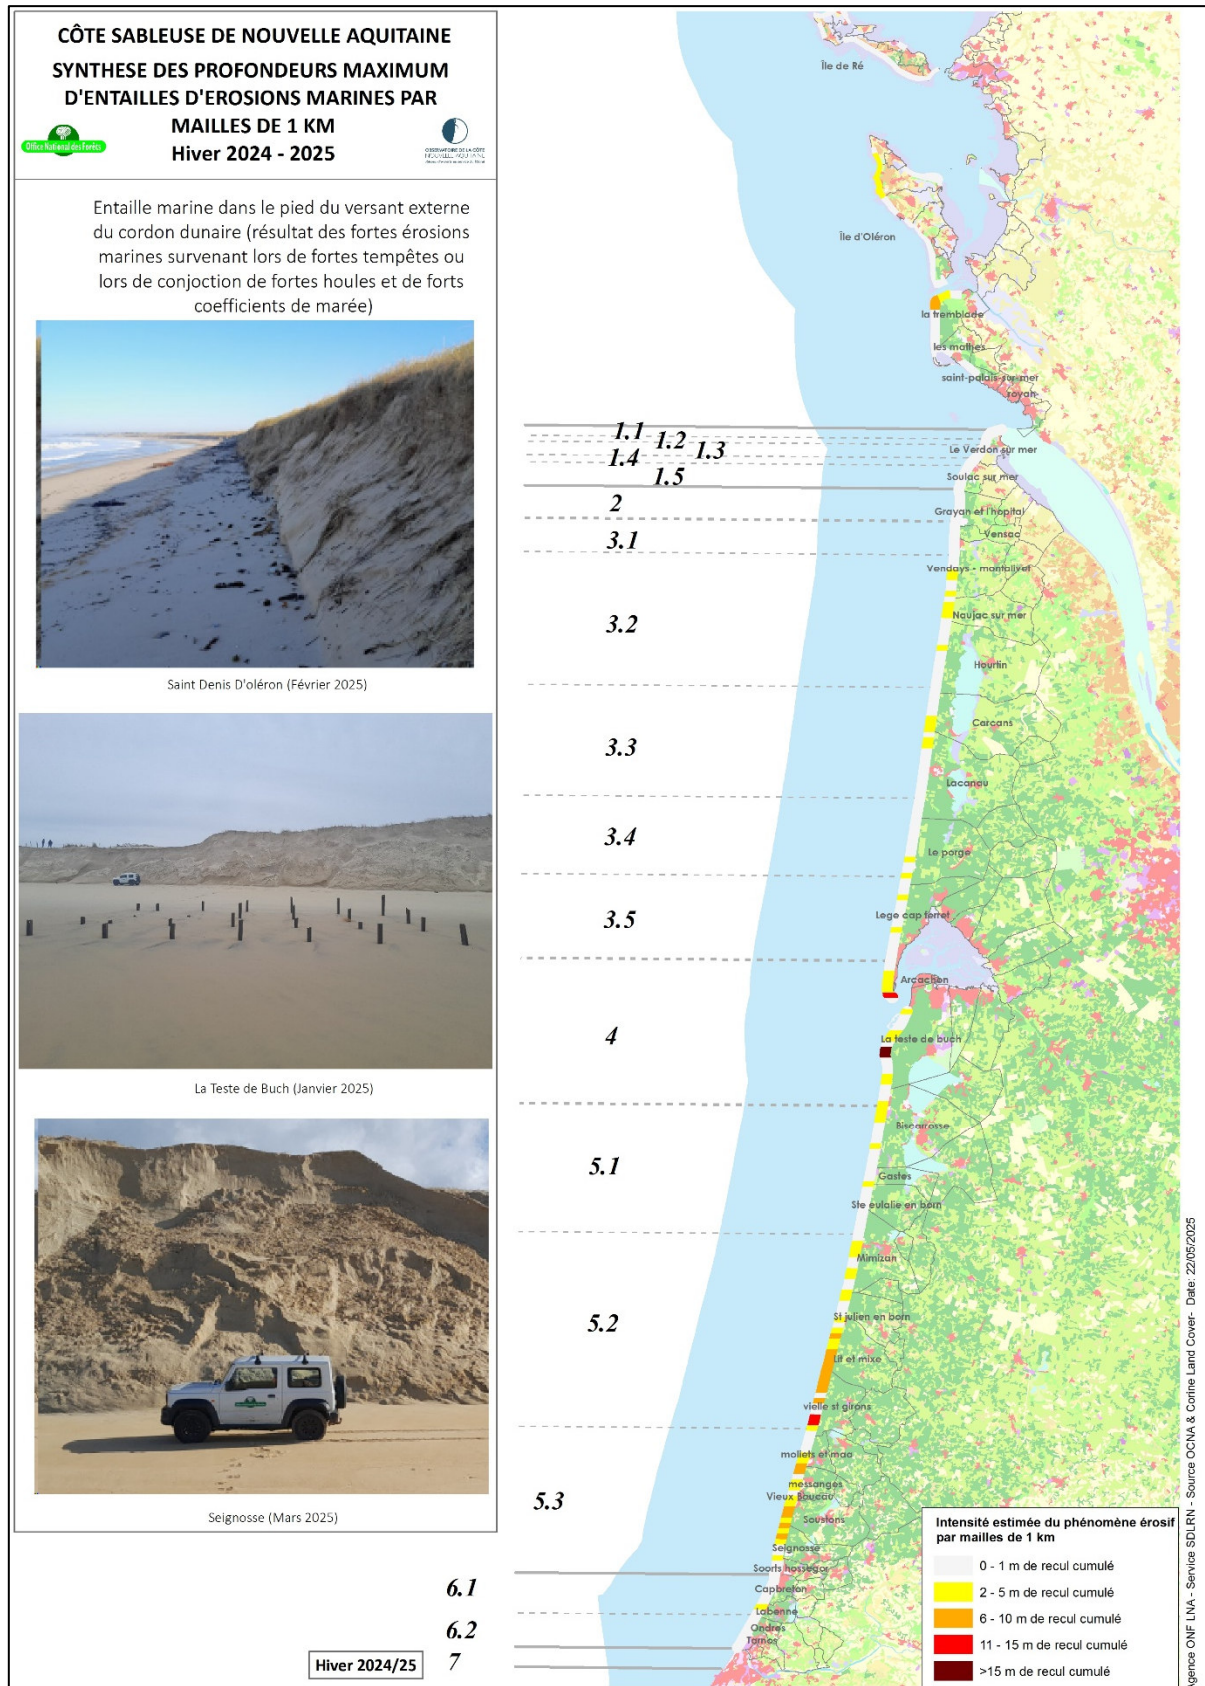 CÔTE SABLEUSE DE NOUVELLE AQUITAINE
SYNTHESE DES PROFONDEURS MAXIMUM
D'ENTAILLES D'EROSIONS MARINES PAR
MAILLES DE 1 KM
Hiver 2024 - 2025
Office National des Forêts
OBSERVATOIRE DE LA CÔTE
NOUVELLE AQUITAINE
Entaille marine dans le pied du versant externe
du cordon dunaire (résultat des fortes érosions
marines survenant lors de fortes tempêtes ou
lors de conjoction de fortes houles et de forts
coefficients de marée)
Saint Denis D'oléron (Février 2025)
La Teste de Buch (Janvier 2025)
Seignosse (Mars 2025)
Île de Ré
Île d'Oléron
la tremblade
les mathes
saint-palais-sur-mer
royan
1.1
1.2
1.3
1.4
1.5
2
3.1
3.2
3.3
3.4
3.5
4
5.1
5.2
5.3
6.1
6.2
7
Le Verdon sur mer
Soulac sur mer
Grayan et l'hopital
Vensac
Vendays - montalivet
Naujac sur mer
Hourtin
Carcans
Lacanau
Le porge
Lege cap ferret
Arcachon
La teste de buch
Biscarrosse
Gastes
Ste eulalie en born
Mimizan
St julien en born
Lit et mixe
vielle st girons
moliets et maa
messanges
Vieux Boucau
Soustons
Seignosse
Soorts hossegor
Capbreton
Labenne
Ondres
Tarnos
Hiver 2024/25
Intensité estimée du phénomène érosif
par mailles de 1 km
0 - 1 m de recul cumulé
2 - 5 m de recul cumulé
6 - 10 m de recul cumulé
11 - 15 m de recul cumulé
>15 m de recul cumulé
Agence ONF LNA - Service SDLRN - Source OCNA & Corine Land Cover- Date: 22/05/2025